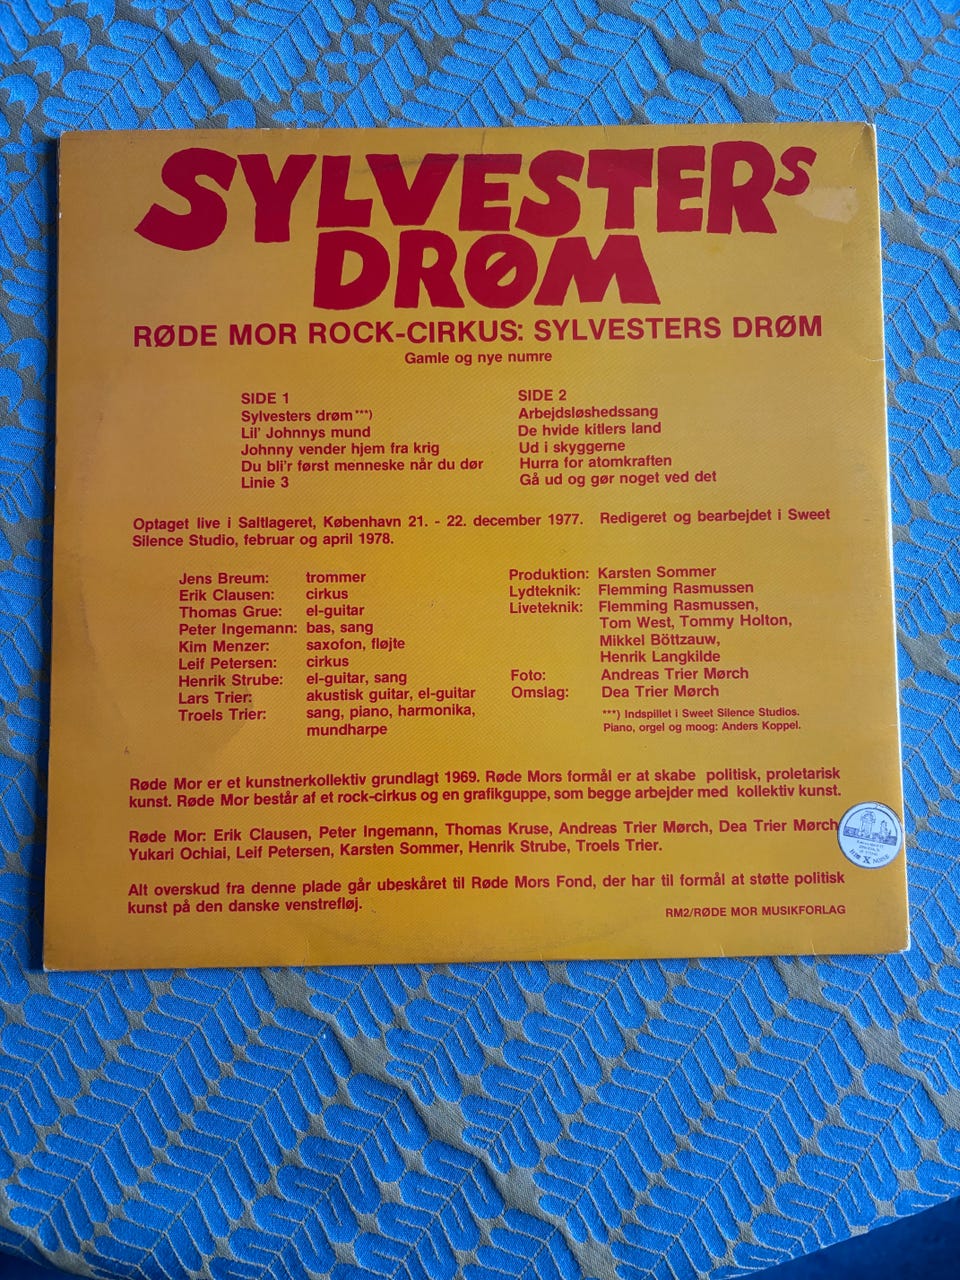 SYLVESTERS
DRØM
RØDE MOR ROCK-CIRKUS: SYLVESTERS DRØM
Gamle og nye numre
SIDE 1
Sylvesters drøm***)
Lil' Johnnys mund
Johnny vender hjem fra krig
Du bli'r først menneske når du dør
Linie 3
SIDE 2
Arbejdsløshedssang
De hvide kitlers land
Ud i skyggerne
Hurra for atomkraften
Gå ud og gør noget ved det
Optaget live i Saltlageret, København 21. - 22. december 1977. Redigeret og bearbejdet i Sweet
Silence Studio, februar og april 1978.
Jens Breum: trommer
Erik Clausen: cirkus
Thomas Grue: el-guitar
Peter Ingemann: bas, sang
Kim Menzer: saxofon, fløjte
Leif Petersen: cirkus
Henrik Strube: el-guitar, sang
Lars Trier: akustisk guitar, el-guitar
Troels Trier: sang, piano, harmonika,
mundharpe
Produktion: Karsten Sommer
Lydteknik: Flemming Rasmussen
Liveteknik: Flemming Rasmussen,
Tom West, Tommy Holton,
Mikkel Böttzauw,
Henrik Langkilde
Foto: Andreas Trier Mørch
Omslag: Dea Trier Mørch
***) Indspillet i Sweet Silence Studios.
Piano, orgel og moog: Anders Koppel.
Røde Mor er et kunstnerkollektiv grundlagt 1969. Røde Mors formål er at skabe politisk, proletarisk
kunst. Røde Mor består af et rock-cirkus og en grafikguppe, som begge arbejder med kollektiv kunst.
Røde Mor: Erik Clausen, Peter Ingemann, Thomas Kruse, Andreas Trier Mørch, Dea Trier Mørch
Yukari Ochiai, Leif Petersen, Karsten Sommer, Henrik Strube, Troels Trier.
Alt overskud fra denne plade går ubeskåret til Røde Mors Fond, der har til formål at støtte politisk
kunst på den danske venstrefløj.
RM2/RØDE MOR MUSIKFORLAG